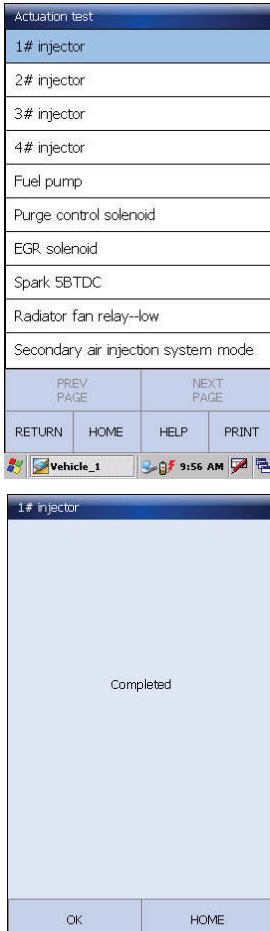 Actuation test
1# injector
2# injector
3# injector
4# injector
Fuel pump
Purge control solenoid
EGR solenoid
Spark 5BTDC
Radiator fan relay--low
Secondary air injection system mode
PREV PAGE NEXT PAGE
RETURN HOME HELP PRINT
Vehicle_1 9:56 AM
1# injector
Completed
OK HOME